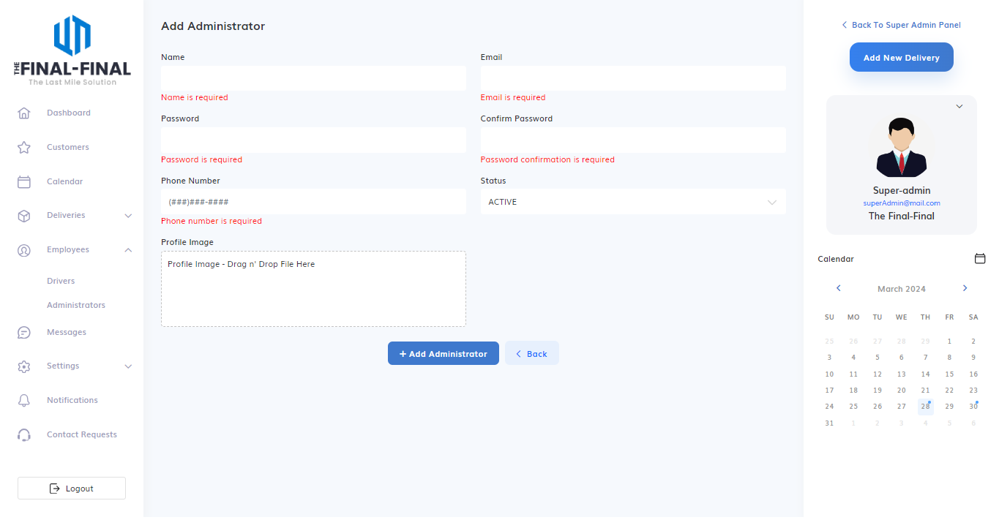 THE FINAL-FINAL
The Last Mile Solution
Dashboard
Customers
Calendar
Deliveries
Employees
Drivers
Administrators
Messages
Settings
Notifications
Contact Requests
Logout
Add Administrator
Name
Email
Name is required
Email is required
Password
Confirm Password
Password is required
Password confirmation is required
Phone Number
Status
(###)###-####
ACTIVE
Phone number is required
Profile Image
Profile Image - Drag n' Drop File Here
+ Add Administrator
Back
Back To Super Admin Panel
Add New Delivery
Super-admin
superAdmin@mail.com
The Final-Final
Calendar
March 2024
SU MO TU WE TH FR SA
25 26 27 28 29 1 2
3 4 5 6 7 8 9
10 11 12 13 14 15 16
17 18 19 20 21 22 23
24 25 26 27 28 29 30
31 1 2 3 4 5 6